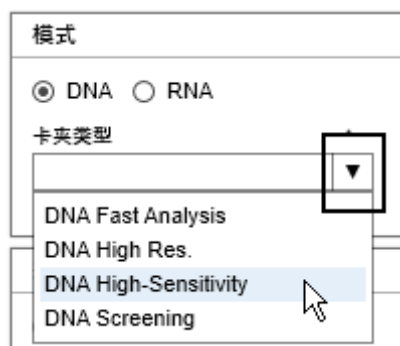 模式
DNA RNA
卡夹类型
DNA Fast Analysis
DNA High Res.
DNA High-Sensitivity
DNA Screening